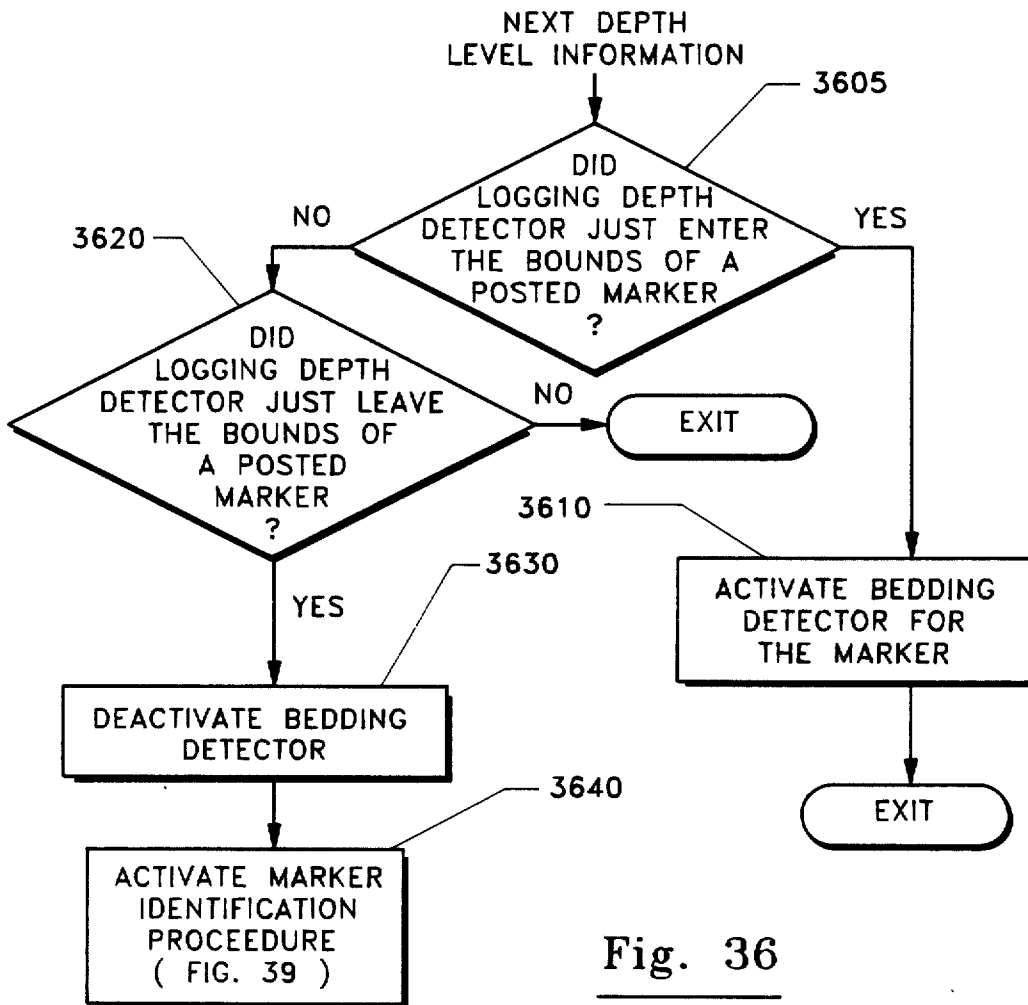 NEXT DEPTH
LEVEL INFORMATION
3605
DID
LOGGING DEPTH
DETECTOR JUST ENTER
THE BOUNDS OF A
POSTED MARKER
?
NO
YES
3620
DID
LOGGING DEPTH
DETECTOR JUST LEAVE
THE BOUNDS OF
A POSTED
MARKER
?
NO
EXIT
YES
3610
ACTIVATE BEDDING
DETECTOR FOR
THE MARKER
EXIT
3630
DEACTIVATE BEDDING
DETECTOR
3640
ACTIVATE MARKER
IDENTIFICATION
PROCEEDURE
( FIG. 39 )
Fig. 36